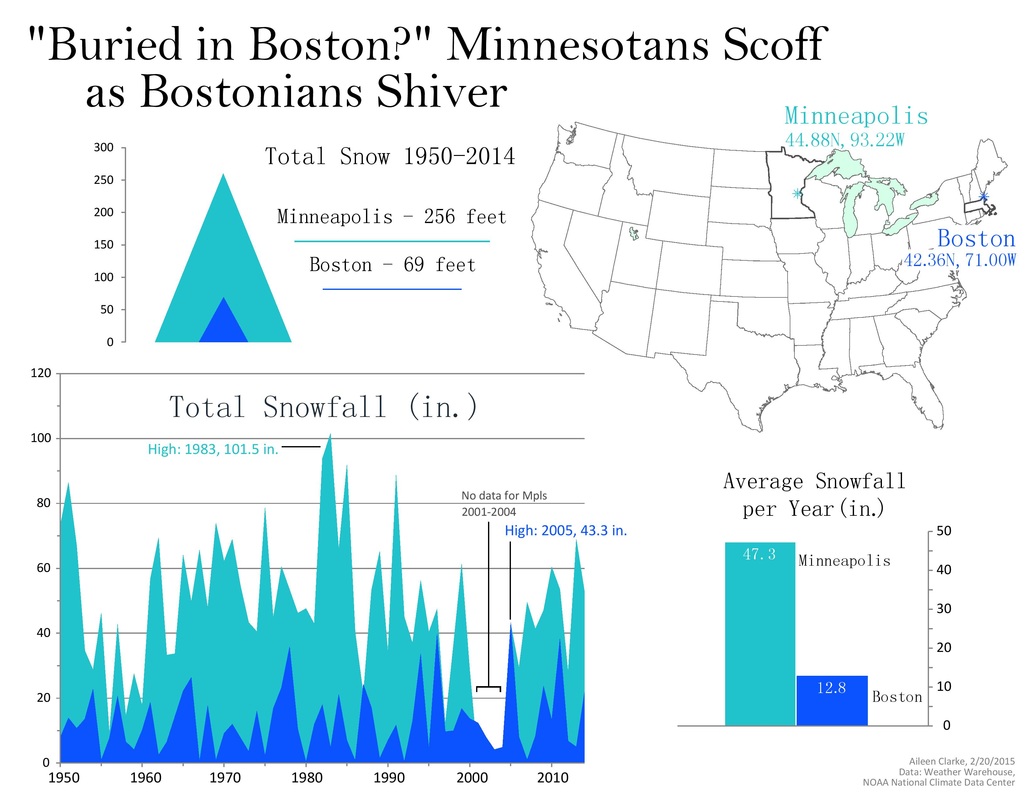 "Buried in Boston?" Minnesotans Scoff
as Bostonians Shiver
Minneapolis
44.88N,93.22W
Boston
42.36N,71.00W
Total Snow 1950-2014
300
250
200
150
100
50
0
Minneapolis - 256 feet
Boston - 69 feet
Total Snowfall (in.)
120
100
80
60
40
20
0
High: 1983, 101.5 in.
No data for Mpls
2001-2004
High: 2005, 43.3 in.
1950
1960
1970
1980
1990
2000
2010
Average Snowfall
per Year(in.)
50
40
30
20
10
0
47.3
Minneapolis
12.8
Boston
Aileen Clarke, 2/20/2015
Data: Weather Warehouse,
NOAA National Climate Data Center